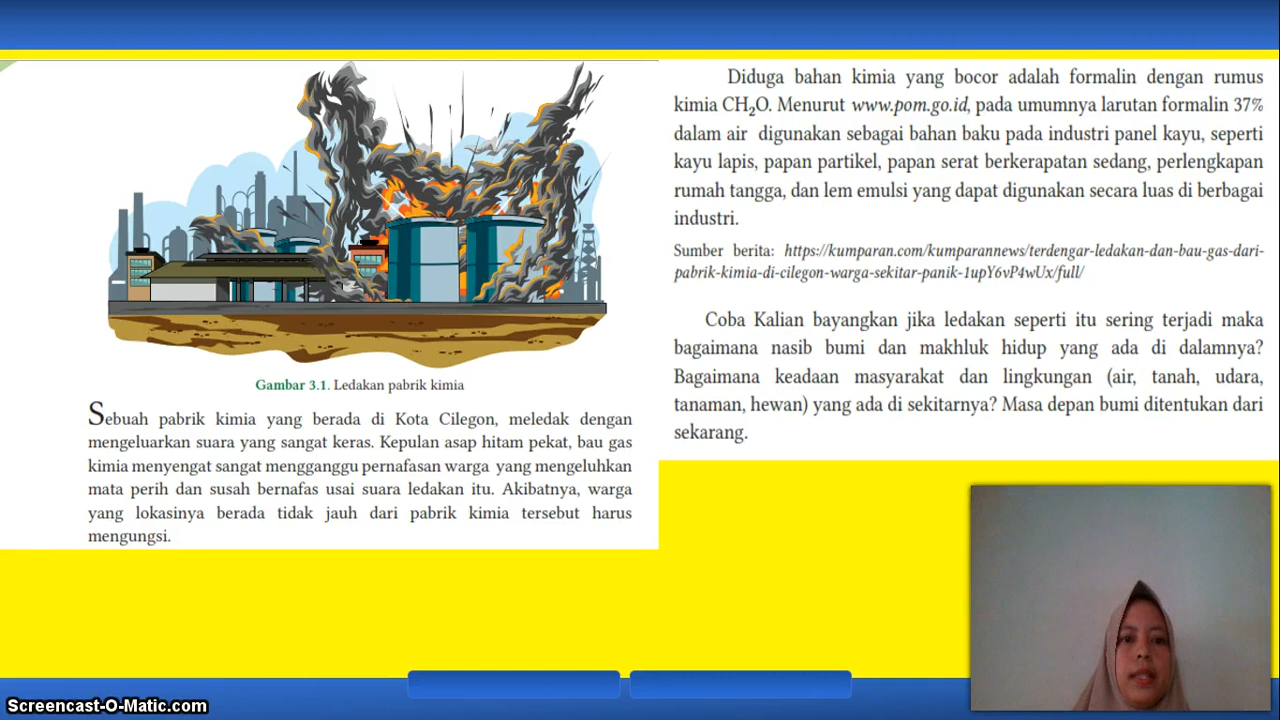 Gambar 3.1. Ledakan pabrik kimia
Sebuah pabrik kimia yang berada di Kota Cilegon, meledak dengan
mengeluarkan suara yang sangat keras. Kepulan asap hitam pekat, bau gas
kimia menyengat sangat mengganggu pernafasan warga yang mengeluhkan
mata perih dan susah bernafas usai suara ledakan itu. Akibatnya, warga
yang lokasinya berada tidak jauh dari pabrik kimia tersebut harus
mengungsi.
Diduga bahan kimia yang bocor adalah formalin dengan rumus
kimia CH₂O. Menurut www.pom.go.id, pada umumnya larutan formalin 37%
dalam air digunakan sebagai bahan baku pada industri panel kayu, seperti
kayu lapis, papan partikel, papan serat berkerapatan sedang, perlengkapan
rumah tangga, dan lem emulsi yang dapat digunakan secara luas di berbagai
industri.
Sumber berita: https://kumparan.com/kumparannews/terdengar-ledakan-dan-bau-gas-dari-
pabrik-kimia-di-cilegon-warga-sekitar-panik-1upY6vP4wUx/full/
Coba Kalian bayangkan jika ledakan seperti itu sering terjadi maka
bagaimana nasib bumi dan makhluk hidup yang ada di dalamnya?
Bagaimana keadaan masyarakat dan lingkungan (air, tanah, udara,
tanaman, hewan) yang ada di sekitarnya? Masa depan bumi ditentukan dari
sekarang.
Screencast-O-Matic.com